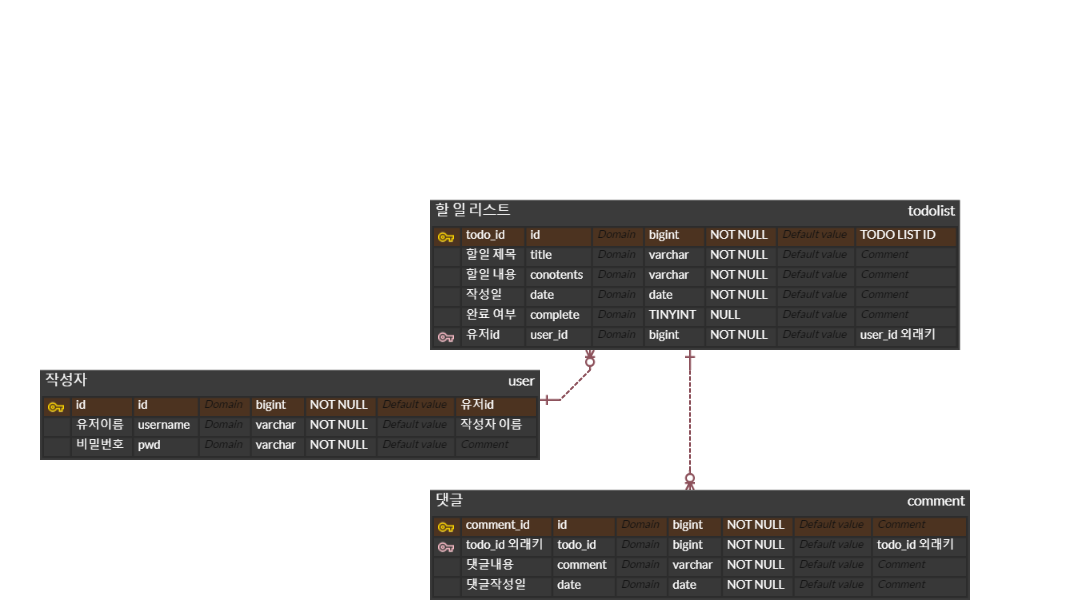 할 일 리스트 todolist
todo_id id Domain bigint NOT NULL Default value TODO LIST ID
할일 제목 title Domain varchar NOT NULL Default value Comment
할일 내용 conotents Domain varchar NOT NULL Default value Comment
작성일 date Domain date NOT NULL Default value Comment
완료 여부 complete Domain TINYINT NULL Default value Comment
유저id user_id Domain bigint NOT NULL Default value user_id 외래키
작성자 user
id id Domain bigint NOT NULL Default value 유저id
유저이름 username Domain varchar NOT NULL Default value 작성자 이름
비밀번호 pwd Domain varchar NOT NULL Default value Comment
댓글 comment
comment_id id Domain bigint NOT NULL Default value Comment
todo_id 외래키 todo_id Domain bigint NOT NULL Default value todo_id 외래키
댓글내용 comment Domain varchar NOT NULL Default value Comment
댓글작성일 date Domain date NOT NULL Default value Comment